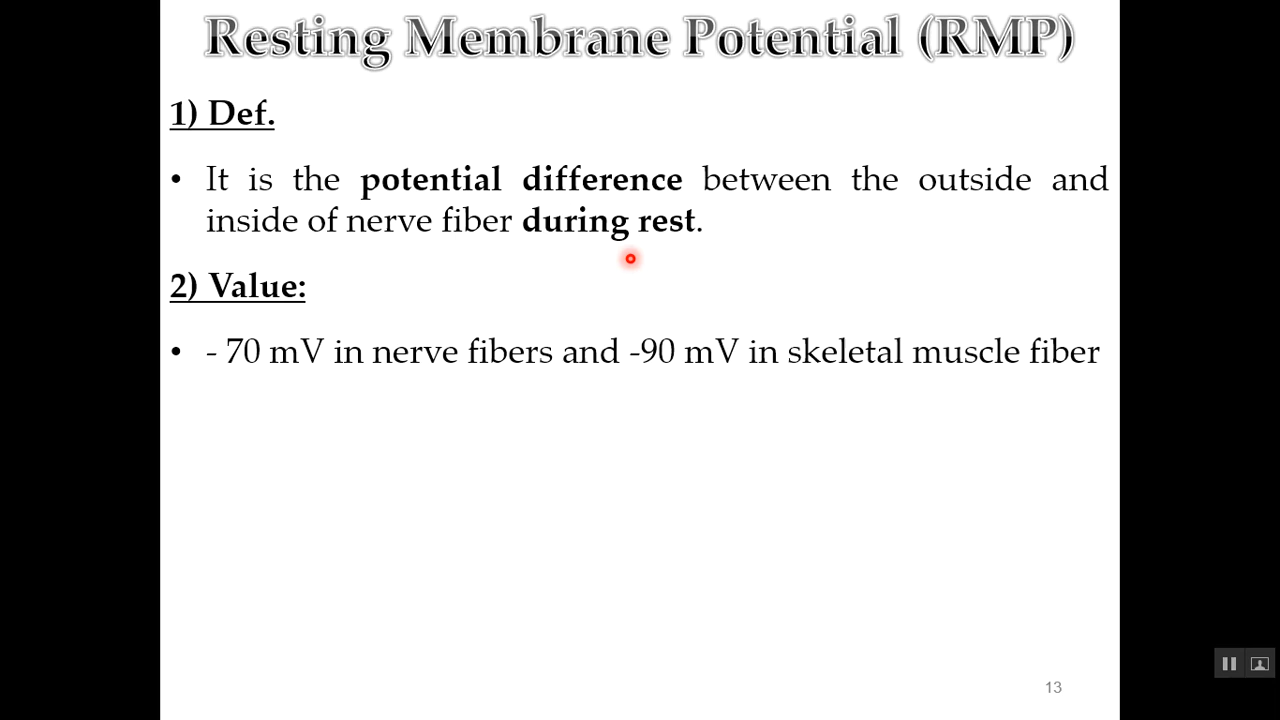 Resting Membrane Potential (RMP)
1) Def.
• It is the potential difference between the outside and
inside of nerve fiber during rest.
2) Value:
• - 70 mV in nerve fibers and -90 mV in skeletal muscle fiber
13